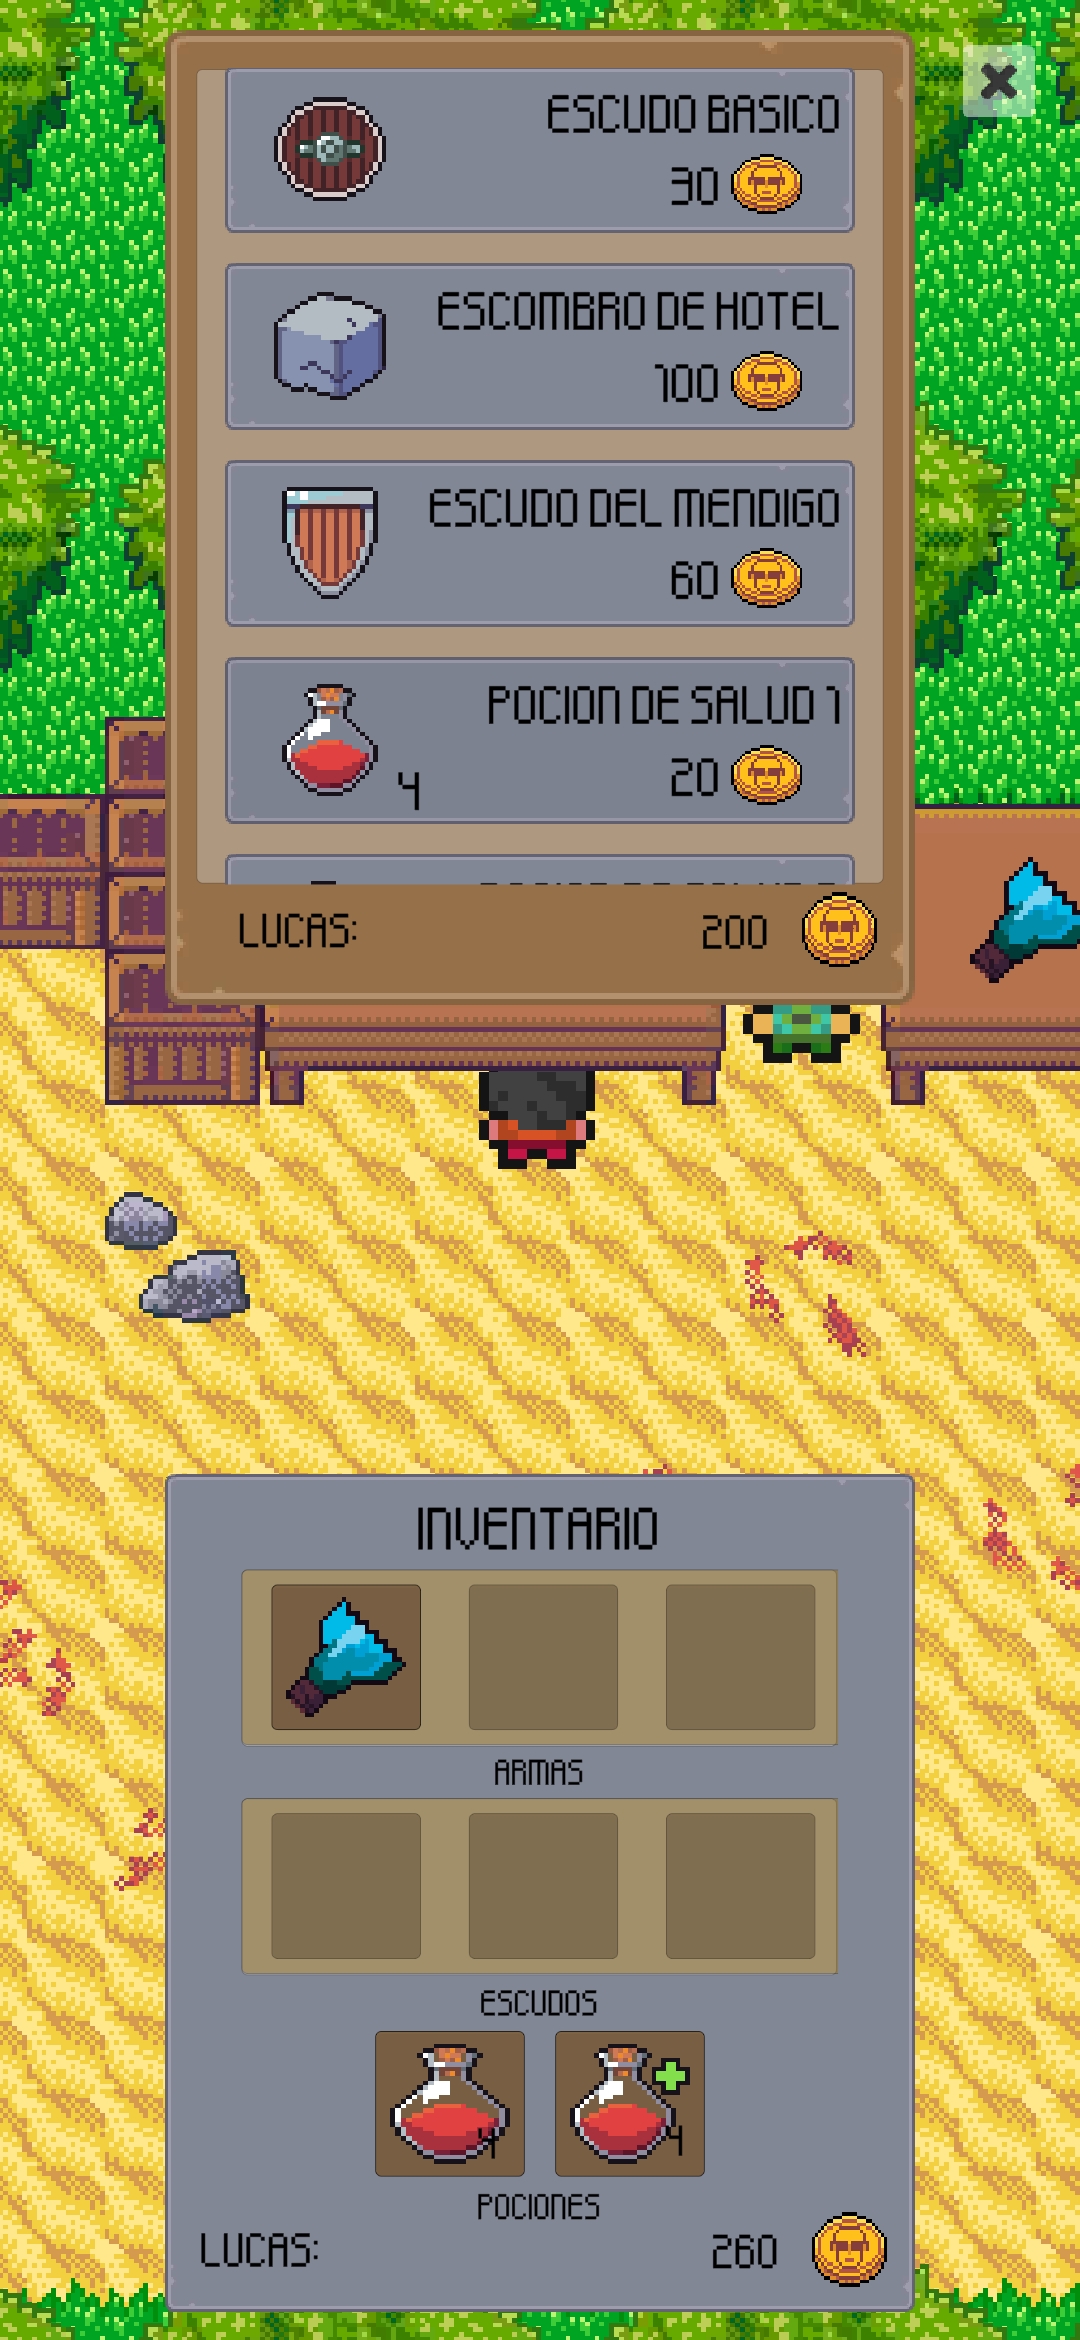 ESCUDO BASICO
30
ESCOMBRO DE HOTEL
100
ESCUDO DEL MENDIGO
60
POCION DE SALUD 1
4
20
LUCAS:
200
INVENTARIO
ARMAS
ESCUDOS
4
4
POCIONES
LUCAS:
260